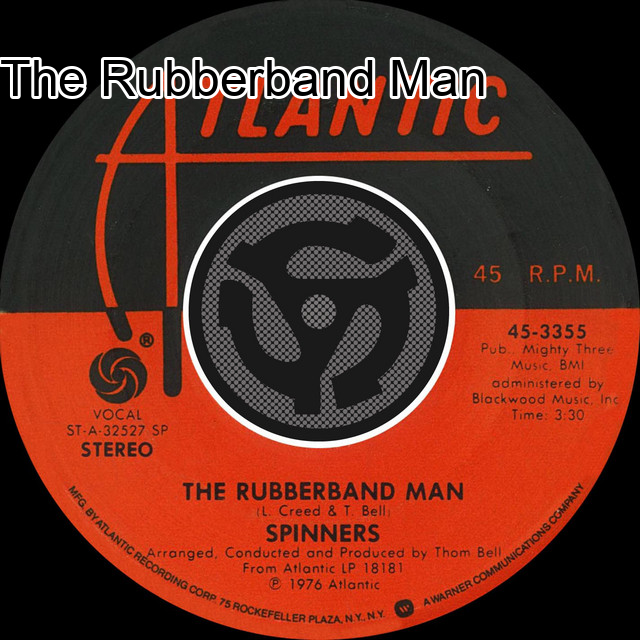 The Rubberband Man
ATLANTIC
45 R.P.M.
45-3355
Pub., Mighty Three
Music, BMI
administered by
Blackwood Music, Inc.
Time: 3:30
®
VOCAL
ST-A-32527 SP
STEREO
THE RUBBERBAND MAN
(L. Creed & T. Bell)
SPINNERS
Arranged, Conducted and Produced by Thom Bell
From Atlantic LP 18181
℗ 1976 Atlantic
MFG. BY ATLANTIC RECORDING CORP. 75 ROCKEFELLER PLAZA, N.Y., N.Y. A WARNER COMMUNICATIONS COMPANY